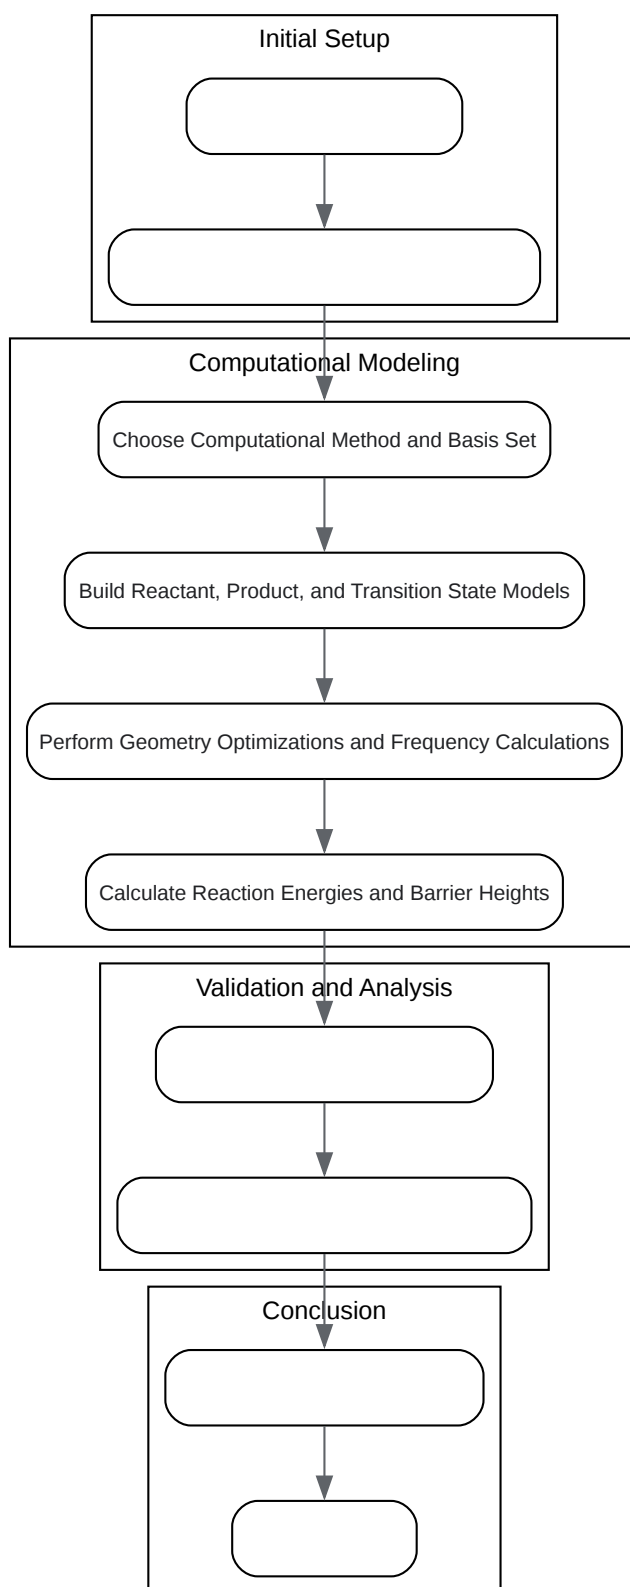 Initial Setup
Computational Modeling
Choose Computational Method and Basis Set
Build Reactant, Product, and Transition State Models
Perform Geometry Optimizations and Frequency Calculations
Calculate Reaction Energies and Barrier Heights
Validation and Analysis
Conclusion